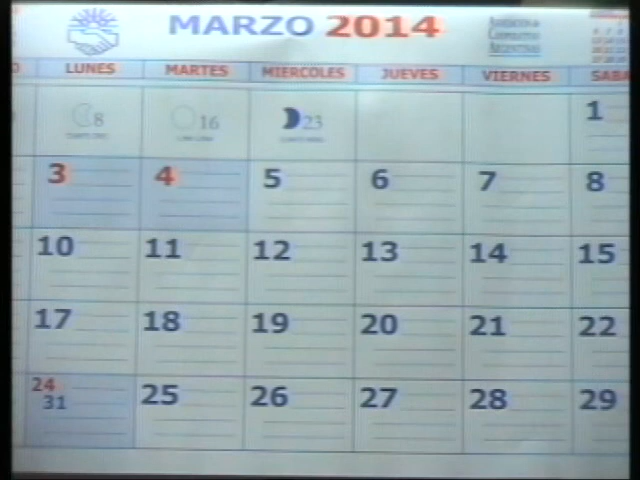 MARZO 2014
LUNES MARTES MIERCOLES JUEVES VIERNES SABA
8 16 23 1
3 4 5 6 7 8
10 11 12 13 14 15
17 18 19 20 21 22
24
31 25 26 27 28 29